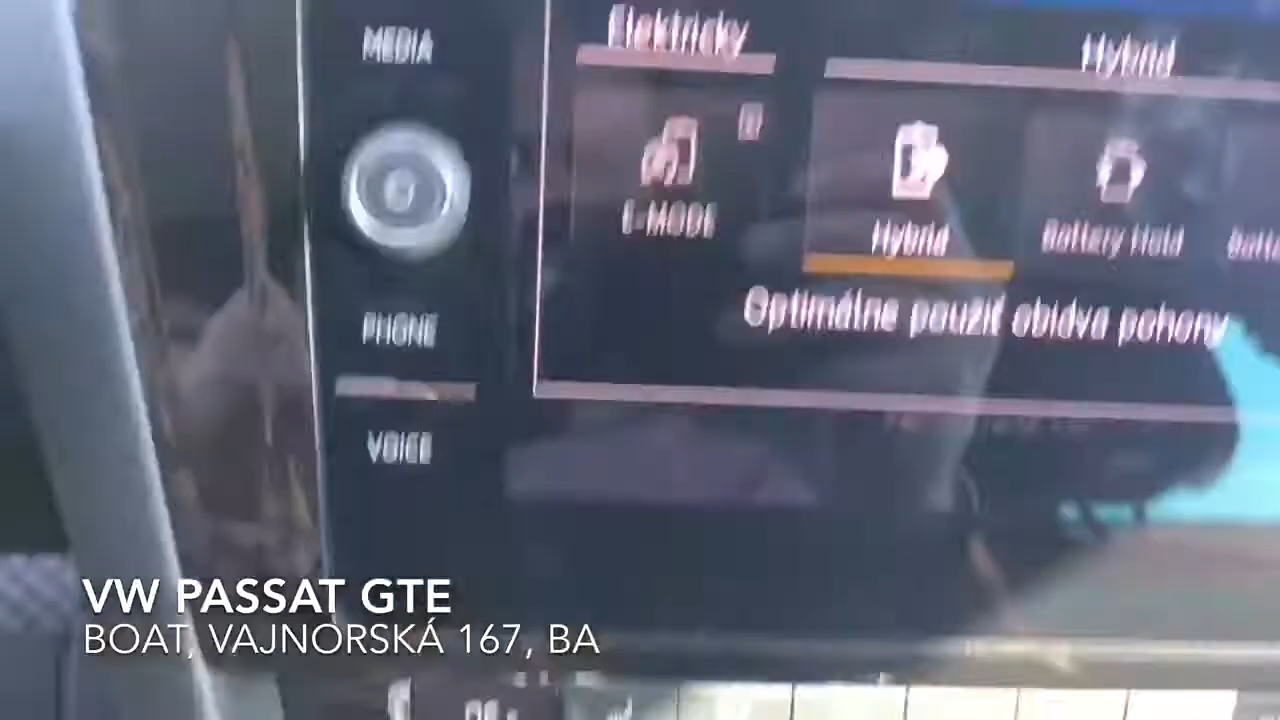 MEDIA
Elektricky
Hybrid
E-MODE
Hybrid
Battery Hold
Optimálne použiť obidva pohony
PHONE
VOICE
VW PASSAT GTE
BOAT, VAJNORSKÁ 167, BA